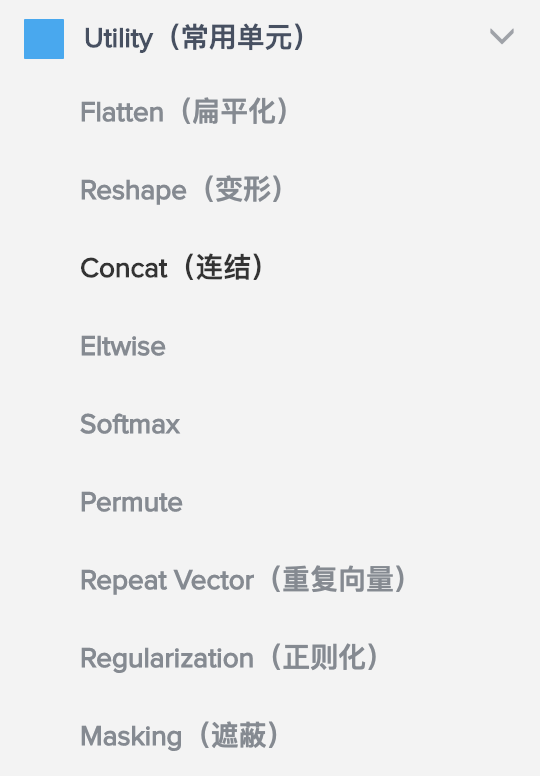 Utility（常用单元）
Flatten（扁平化）
Reshape（变形）
Concat（连结）
Eltwise
Softmax
Permute
Repeat Vector（重复向量）
Regularization（正则化）
Masking（遮蔽）